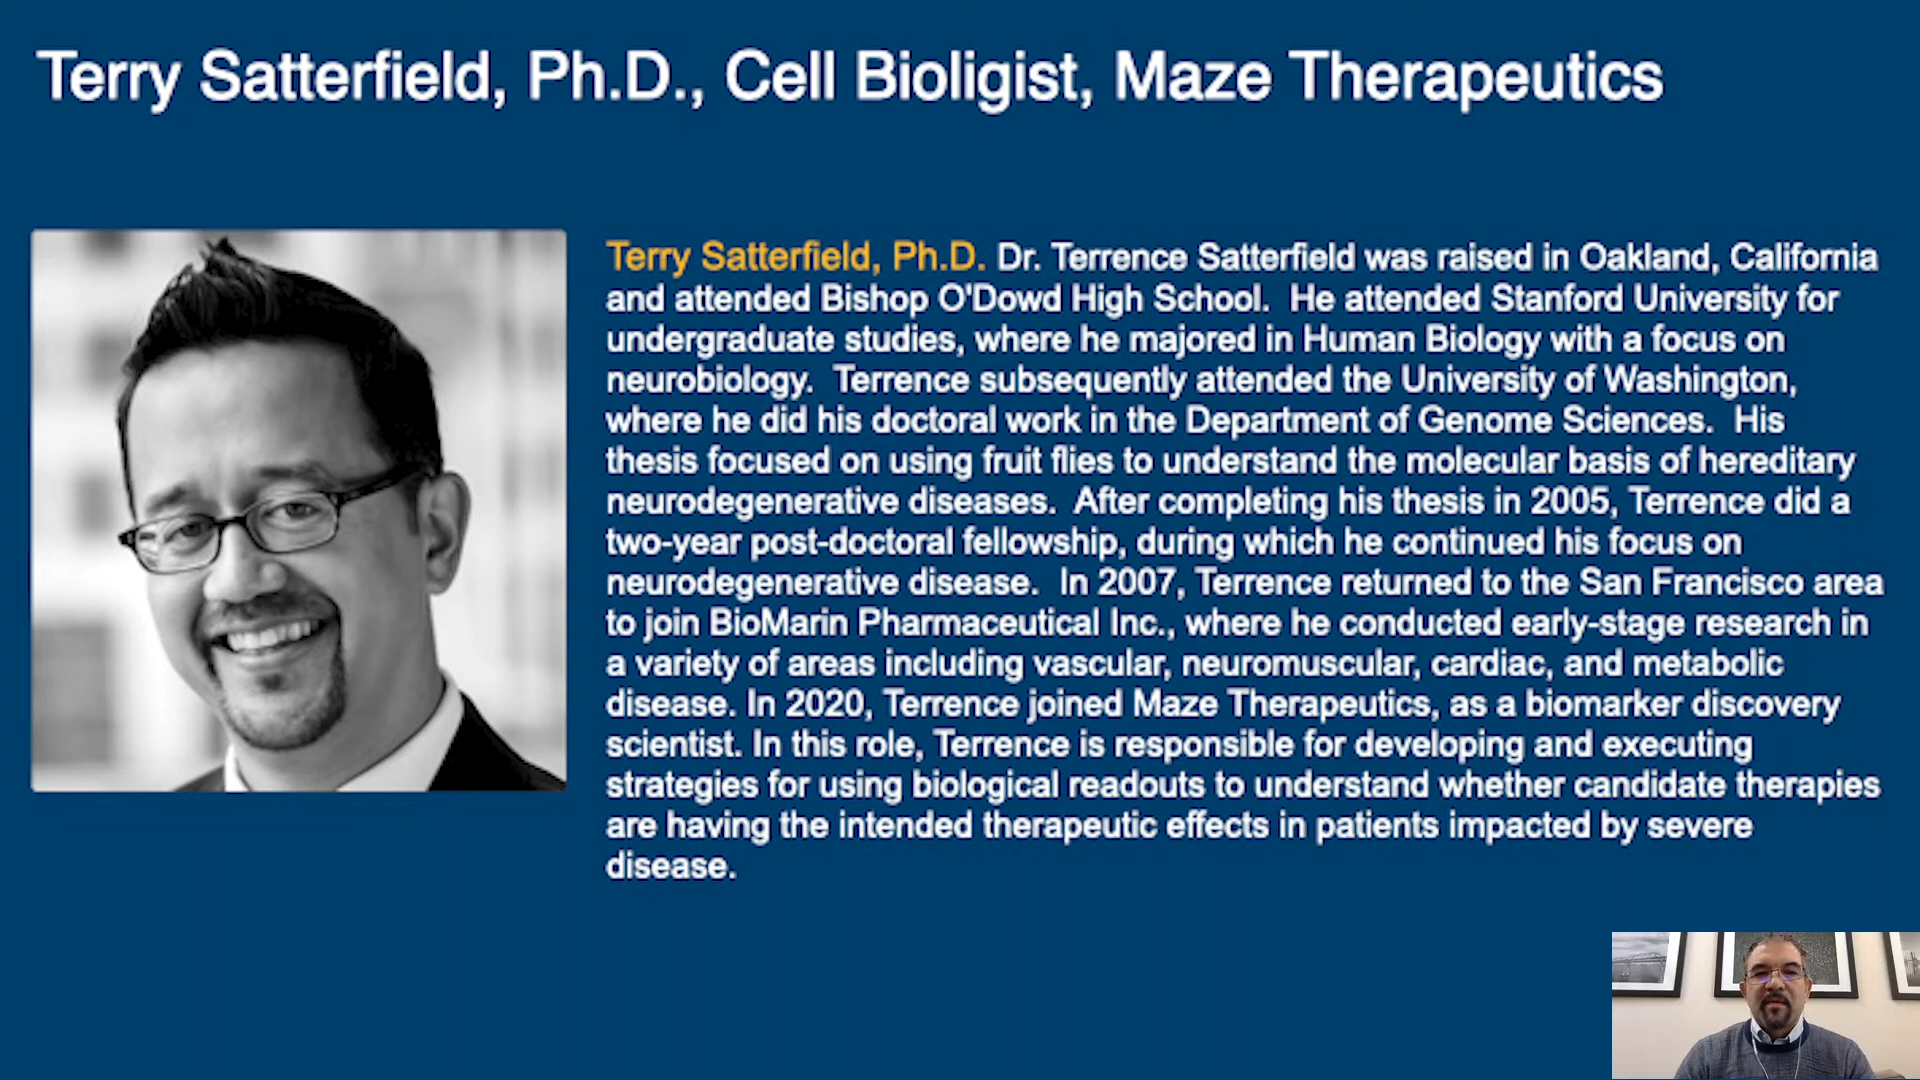 Terry Satterfield, Ph.D., Cell Bioligist, Maze Therapeutics
Terry Satterfield, Ph.D. Dr. Terrence Satterfield was raised in Oakland, California
and attended Bishop O'Dowd High School.  He attended Stanford University for
undergraduate studies, where he majored in Human Biology with a focus on
neurobiology.  Terrence subsequently attended the University of Washington,
where he did his doctoral work in the Department of Genome Sciences.  His
thesis focused on using fruit flies to understand the molecular basis of hereditary
neurodegenerative diseases.  After completing his thesis in 2005, Terrence did a
two-year post-doctoral fellowship, during which he continued his focus on
neurodegenerative disease.  In 2007, Terrence returned to the San Francisco area
to join BioMarin Pharmaceutical Inc., where he conducted early-stage research in
a variety of areas including vascular, neuromuscular, cardiac, and metabolic
disease. In 2020, Terrence joined Maze Therapeutics, as a biomarker discovery
scientist. In this role, Terrence is responsible for developing and executing
strategies for using biological readouts to understand whether candidate therapies
are having the intended therapeutic effects in patients impacted by severe
disease.